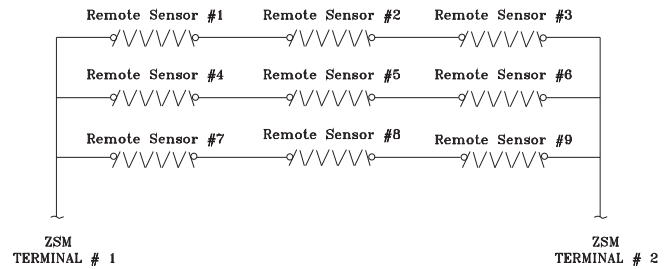 Remote Sensor #1 Remote Sensor #2 Remote Sensor #3
Remote Sensor #4 Remote Sensor #5 Remote Sensor #6
Remote Sensor #7 Remote Sensor #8 Remote Sensor #9
ZSM ZSM
TERMINAL # 1 TERMINAL # 2